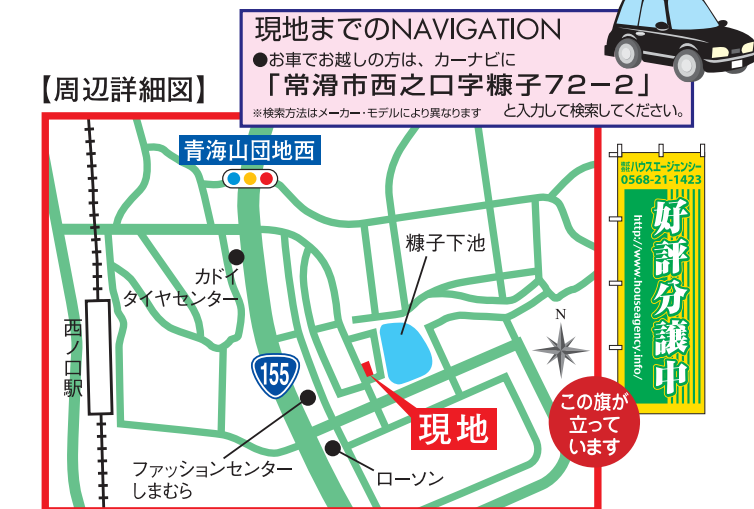 現地までのNAVIGATION
●お車でお越しの方は、カーナビに
「常滑市西之口字糠子72−2」
※検索方法はメーカー・モデルにより異なります　と入力して検索してください。
【周辺詳細図】
青海山団地西
カドイ
タイヤセンター
糠子下池
西ノ口駅
N
155
現地
ファッションセンター
しまむら
ローソン
株式会社ハウスエージェンシー
0568-21-1423
好評分譲中
http://www.houseagency.info/
この旗が
立って
います